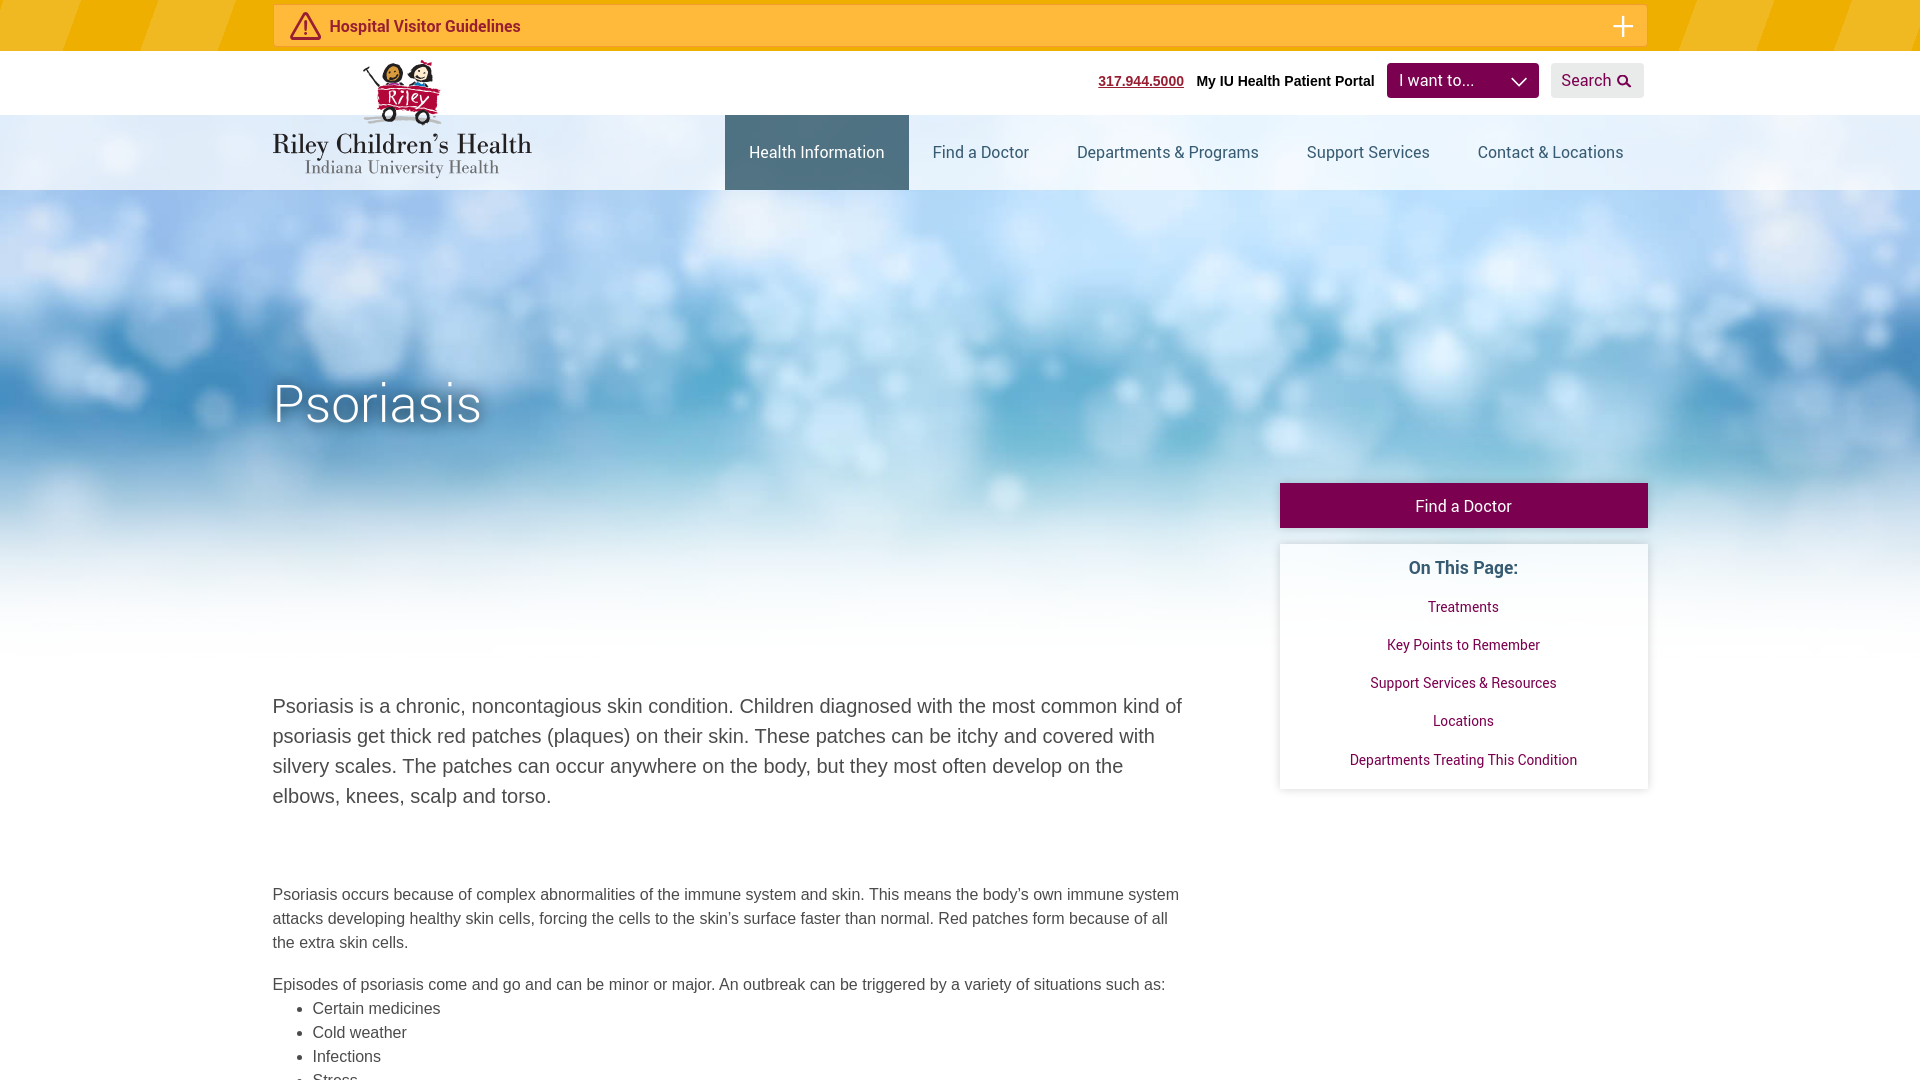 Hospital Visitor Guidelines
317.944.5000 My IU Health Patient Portal I want to... Search
Riley
Riley Children's Health
Indiana University Health
Health Information Find a Doctor Departments & Programs Support Services Contact & Locations
Psoriasis
Find a Doctor
On This Page:
Treatments
Key Points to Remember
Support Services & Resources
Locations
Departments Treating This Condition
Psoriasis is a chronic, noncontagious skin condition. Children diagnosed with the most common kind of
psoriasis get thick red patches (plaques) on their skin. These patches can be itchy and covered with
silvery scales. The patches can occur anywhere on the body, but they most often develop on the
elbows, knees, scalp and torso.
Psoriasis occurs because of complex abnormalities of the immune system and skin. This means the body’s own immune system
attacks developing healthy skin cells, forcing the cells to the skin’s surface faster than normal. Red patches form because of all
the extra skin cells.
Episodes of psoriasis come and go and can be minor or major. An outbreak can be triggered by a variety of situations such as:
• Certain medicines
• Cold weather
• Infections
• Stress